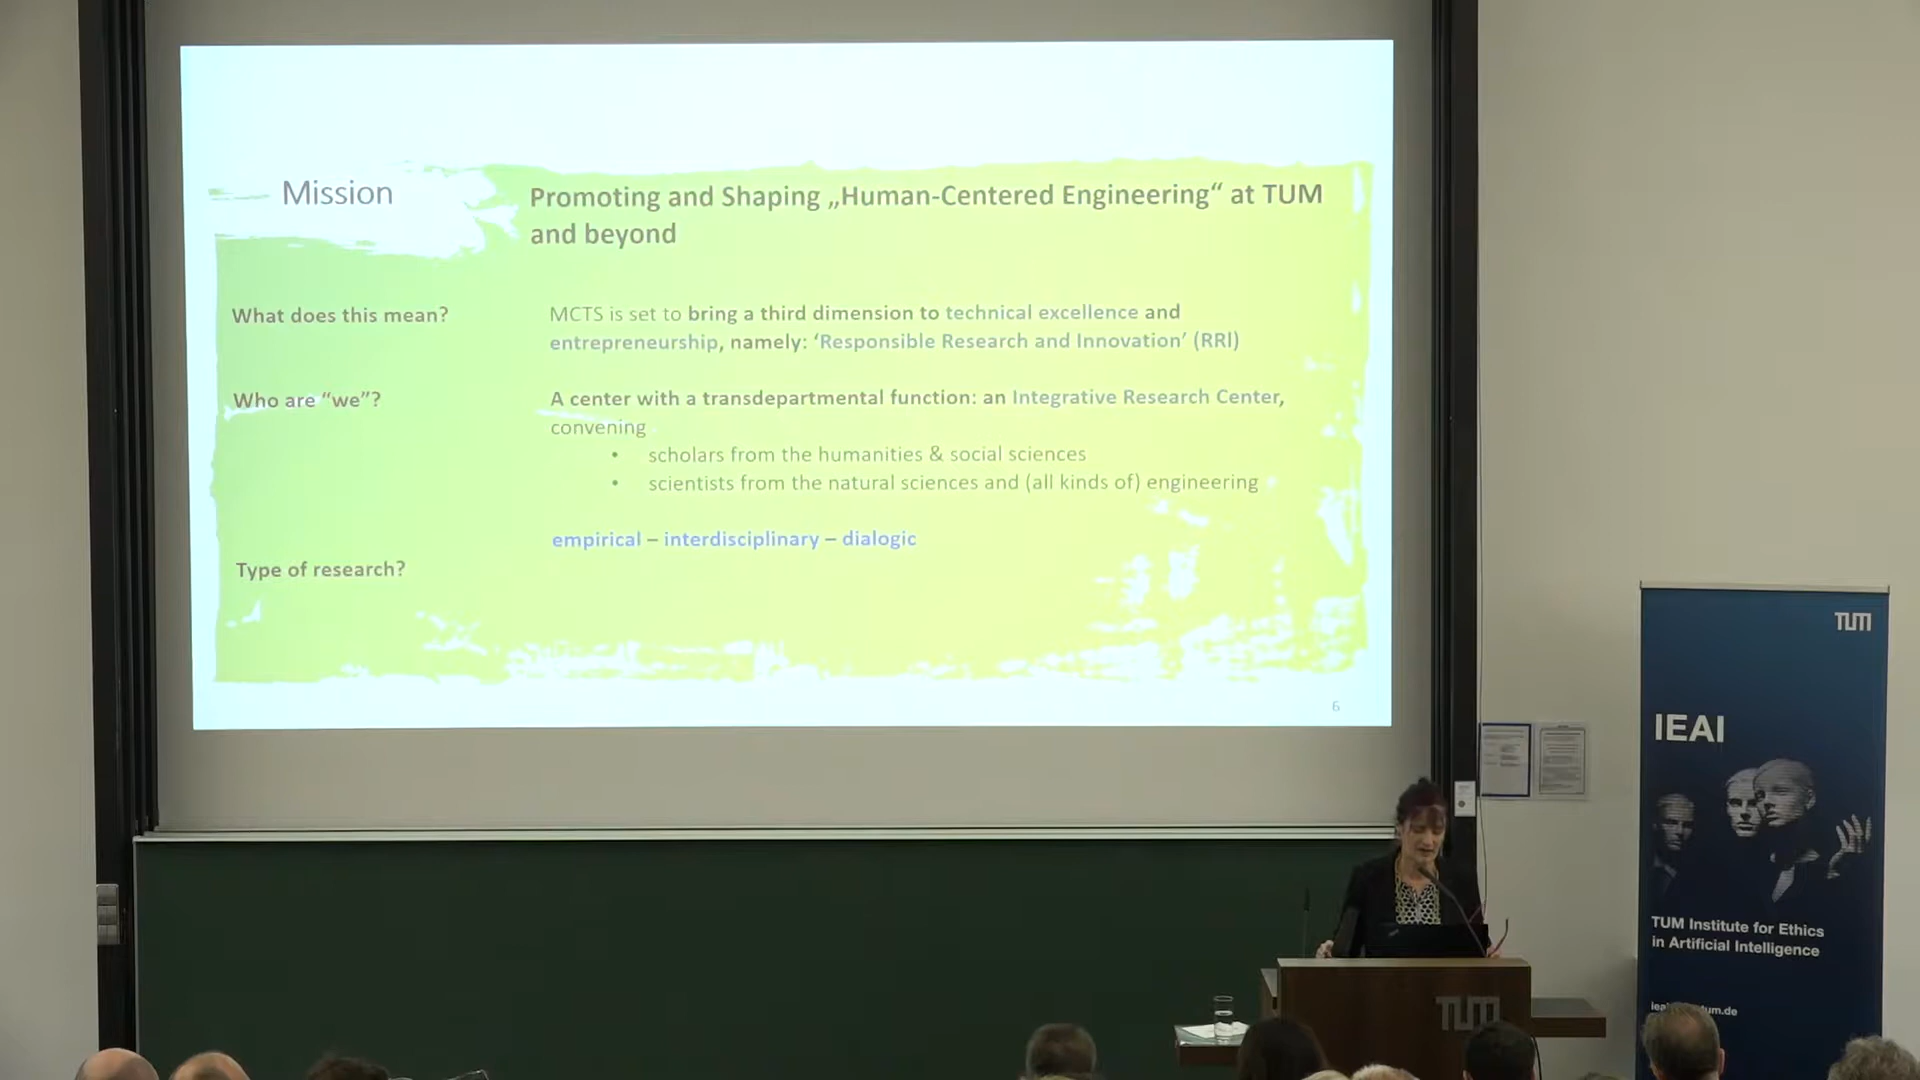 Mission
Promoting and Shaping „Human-Centered Engineering“ at TUM
and beyond
What does this mean?
MCTS is set to bring a third dimension to technical excellence and
entrepreneurship, namely: ‘Responsible Research and Innovation’ (RRI)
Who are “we”?
A center with a transdepartmental function: an Integrative Research Center,
convening
• scholars from the humanities & social sciences
• scientists from the natural sciences and (all kinds of) engineering
empirical – interdisciplinary – dialogic
Type of research?
6
TUM
IEAI
TUM Institute for Ethics
in Artificial Intelligence
TUM